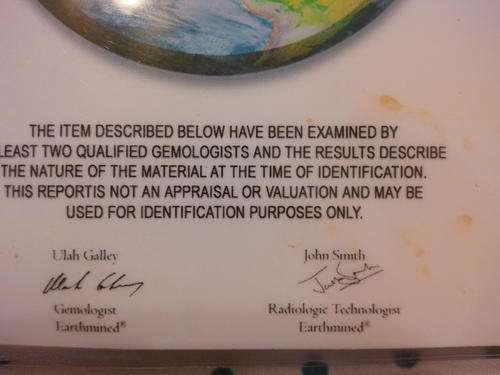 THE ITEM DESCRIBED BELOW HAVE BEEN EXAMINED BY
LEAST TWO QUALIFIED GEMOLOGISTS AND THE RESULTS DESCRIBE
THE NATURE OF THE MATERIAL AT THE TIME OF IDENTIFICATION.
THIS REPORTIS NOT AN APPRAISAL OR VALUATION AND MAY BE
USED FOR IDENTIFICATION PURPOSES ONLY.
Ulah Galley
John Smith
Gemologist
Radiologic Technologist
Earthmined®
Earthmined®